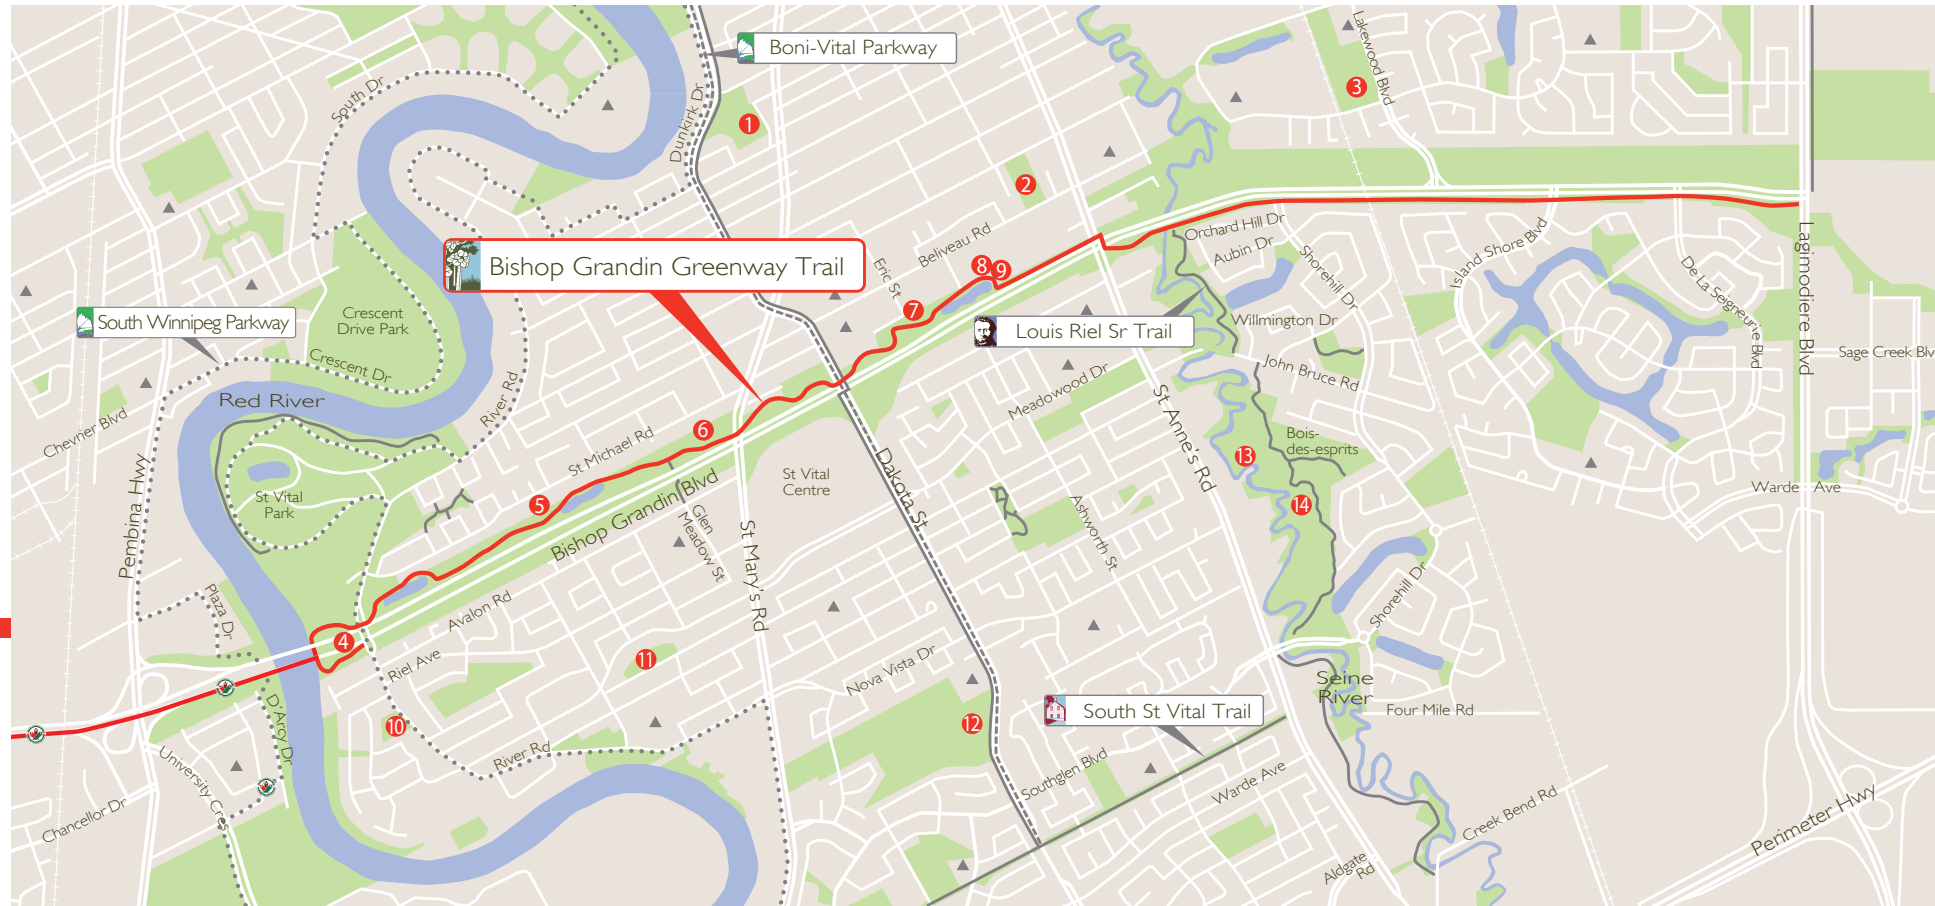 Boni-Vital Parkway
Lakewood Blvd
South Dr
Dunkirk Dr
3
1
2
Orchard Hill Dr
Beliveau Rd
Aubin Dr
Island Shore Blvd
Bishop Grandin Greenway Trail
8
9
Eric St
Shorehill Dr
De La Seigneurie Blvd
Lagimodiere Blvd
7
Crescent
Drive Park
South Winnipeg Parkway
Louis Riel Sr Trail
Willmington Dr
Sage Creek Blv
Crescent Dr
John Bruce Rd
Meadowood Dr
River Rd
Red River
St Anne's Rd
Chevrier Blvd
6
St Michael Rd
Bois-
des-esprits
13
Pembina Hwy
St Vital
Centre
Dakota St
Warde Ave
St Vital
Park
5
14
Bishop Grandin Blvd
Glen
Meadow St
Ashworth St
St Mary's Rd
Plaza Dr
Avalon Rd
Shorehill Dr
4
Riel Ave
11
Nova Vista Dr
Seine
River
D'Arcy Dr
10
12
South St Vital Trail
Four Mile Rd
River Rd
University Cres
Southglen Blvd
Warde Ave
Chancellor Dr
Creek Bend Rd
Perimeter Hwy
Aldgate
Rd